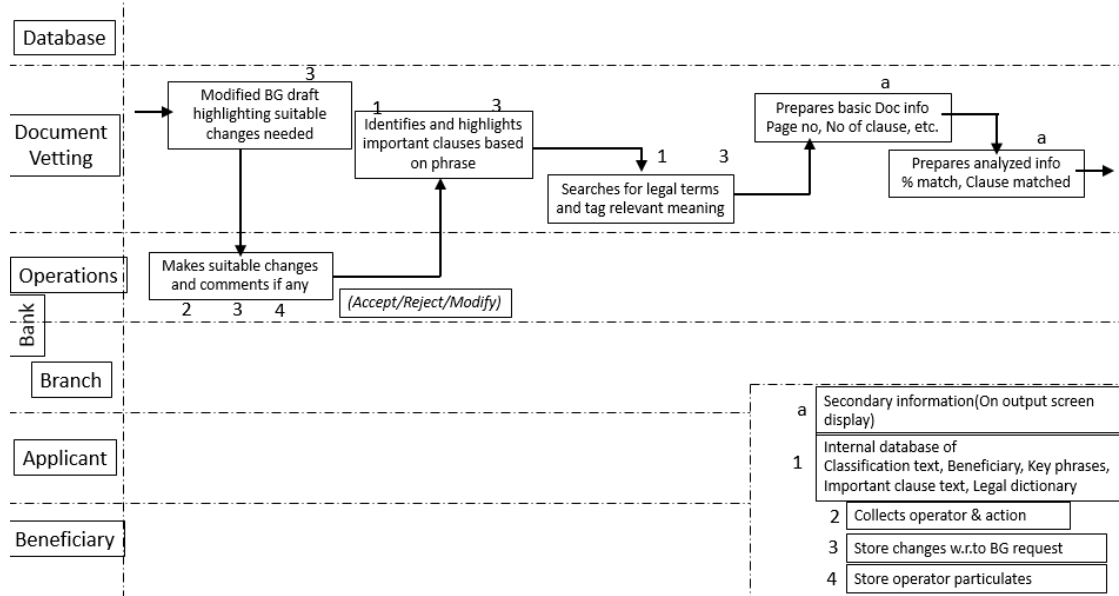 Database
Document
Vetting
3
Modified BG draft
highlighting suitable
changes needed
1
3
Identifies and highlights
important clauses based
on phrase
1
3
Searches for legal terms
and tag relevant meaning
a
Prepares basic Doc info
Page no, No of clause, etc.
a
Prepares analyzed info
% match, Clause matched
Operations
Makes suitable changes
and comments if any
2
3
4
(Accept/Reject/Modify)
Bank
Branch
Applicant
Beneficiary
a
Secondary information(On output screen
display)
1
Internal database of
Classification text, Beneficiary, Key phrases,
Important clause text, Legal dictionary
2
Collects operator & action
3
Store changes w.r.to BG request
4
Store operator particulates